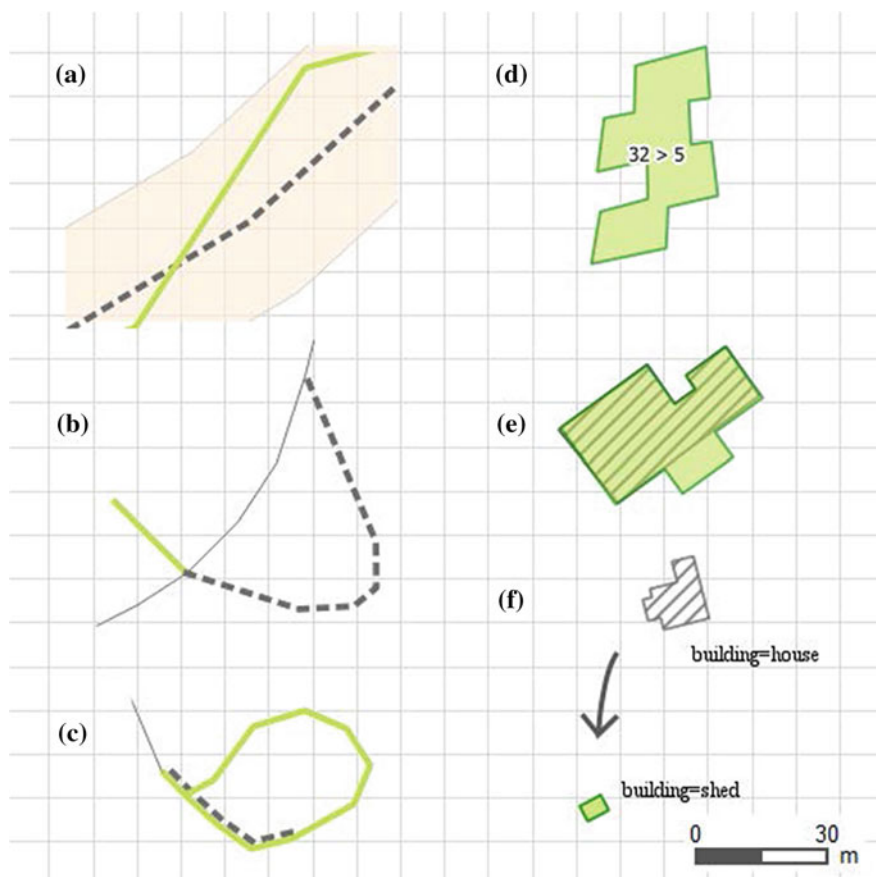 (a)
(d)
32 > 5
(b)
(e)
(f)
building=house
(c)
building=shed
0 30
m